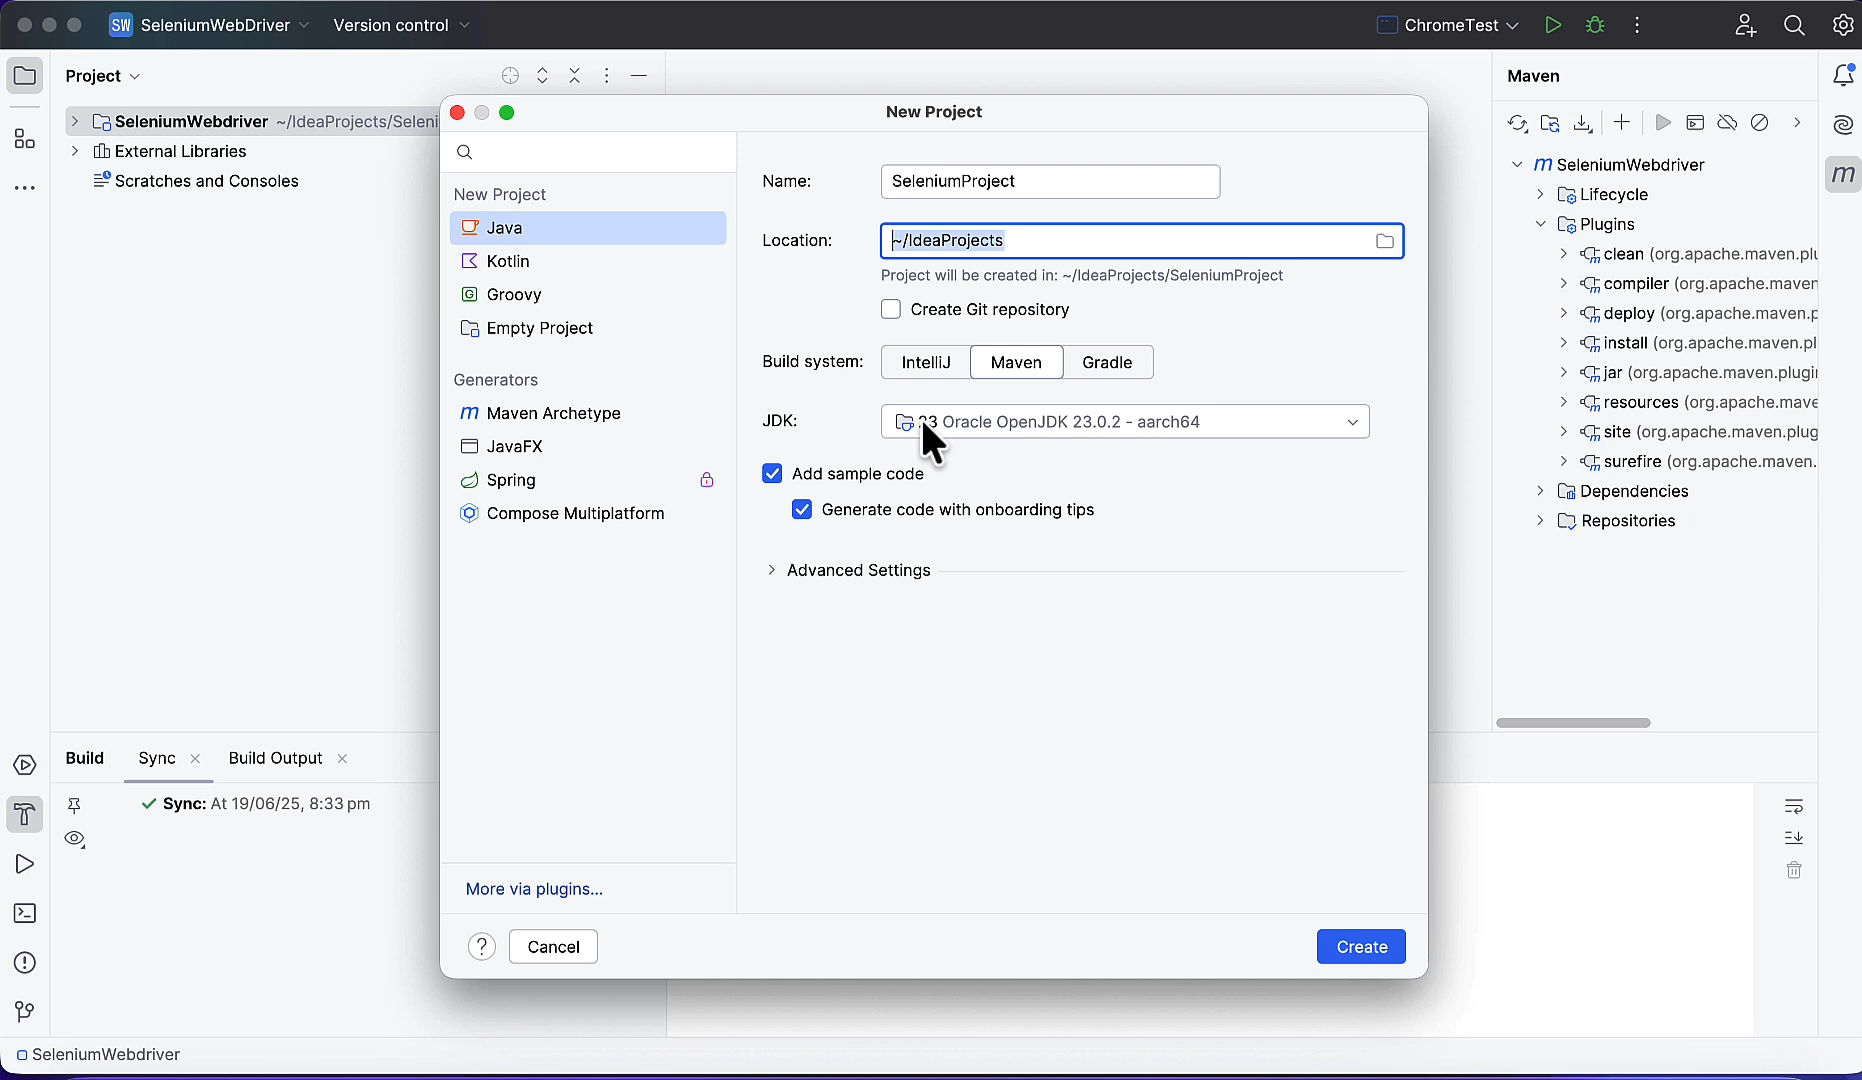 SW SeleniumWebDriver Version control ChromeTest
Project
SeleniumWebdriver ~/IdeaProjects/Seleni
External Libraries
Scratches and Consoles
New Project
New Project
Java
Kotlin
Groovy
Empty Project
Generators
Maven Archetype
JavaFX
Spring
Compose Multiplatform
More via plugins...
? Cancel
Name: SeleniumProject
Location: ~/IdeaProjects
Project will be created in: ~/IdeaProjects/SeleniumProject
Create Git repository
Build system: IntelliJ Maven Gradle
JDK: 23 Oracle OpenJDK 23.0.2 - aarch64
Add sample code
Generate code with onboarding tips
Advanced Settings
Create
Maven
m SeleniumWebdriver
Lifecycle
Plugins
clean (org.apache.maven.plu
compiler (org.apache.maven
deploy (org.apache.maven.p
install (org.apache.maven.pl
jar (org.apache.maven.plugi
resources (org.apache.mave
site (org.apache.maven.plug
surefire (org.apache.maven.
Dependencies
Repositories
m
Build Sync Build Output
Sync: At 19/06/25, 8:33 pm
SeleniumWebdriver